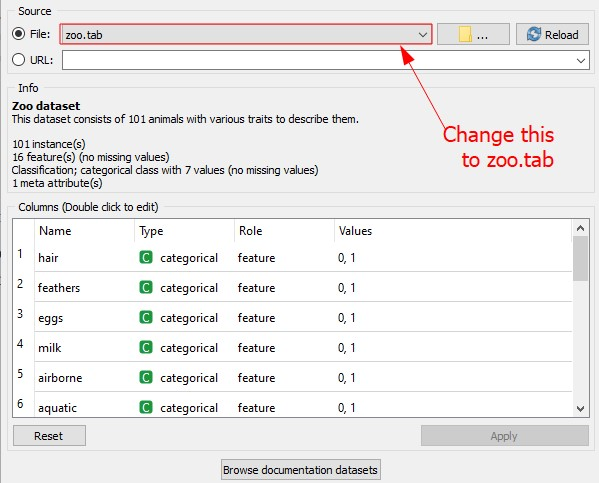 Source
File: zoo.tab ... Reload
URL:
Change this
to zoo.tab
Info
Zoo dataset
This dataset consists of 101 animals with various traits to describe them.
101 instance(s)
16 feature(s) (no missing values)
Classification; categorical class with 7 values (no missing values)
1 meta attribute(s)
Columns (Double click to edit)
Name Type Role Values
1 hair C categorical feature 0, 1
2 feathers C categorical feature 0, 1
3 eggs C categorical feature 0, 1
4 milk C categorical feature 0, 1
5 airborne C categorical feature 0, 1
6 aquatic C categorical feature 0, 1
Reset Apply
Browse documentation datasets